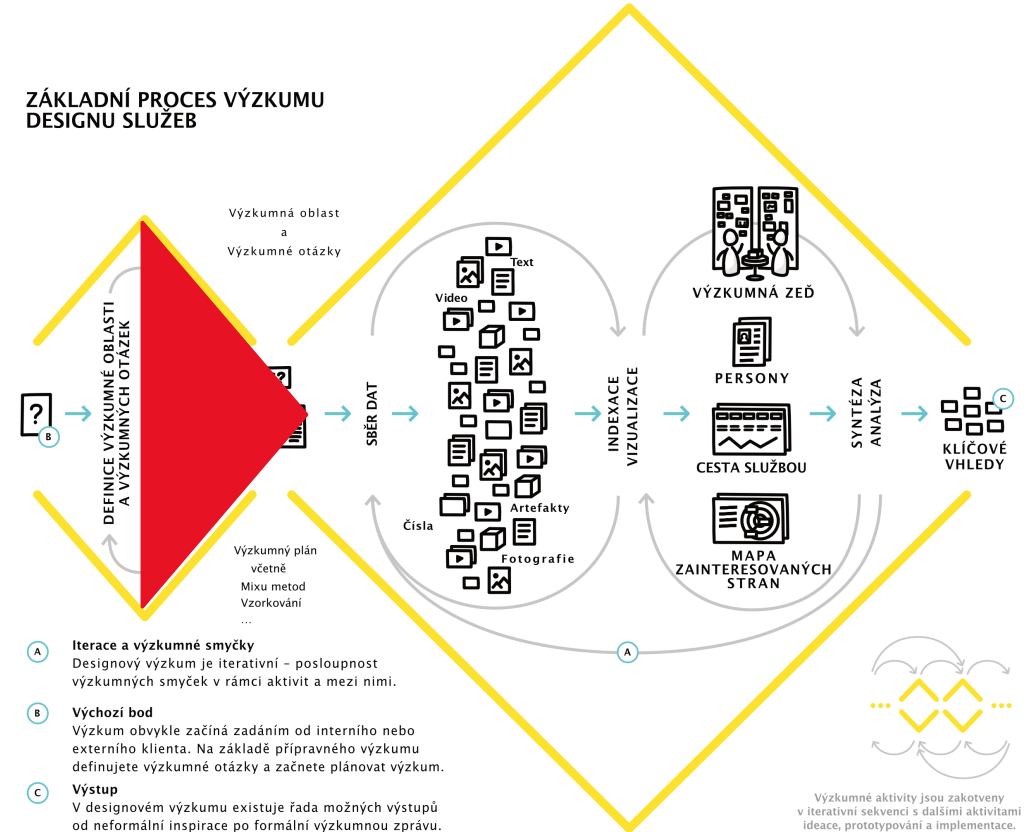 ZÁKLADNÍ PROCES VÝZKUMU
DESIGNU SLUŽEB
Výzkumná oblast
a
Výzkumné otázky
?
B
DEFINICE VÝZKUMNÉ OBLASTI
A VÝZKUMNÝCH OTÁZEK
?
Výzkumný plán
včetně
Mixu metod
Vzorkování
...
SBĚR DAT
Text
Video
Čísla
Artefakty
Fotografie
INDEXACE
VIZUALIZACE
VÝZKUMNÁ ZEĎ
PERSONY
CESTA SLUŽBOU
MAPA
ZAINTERESOVANÝCH
STRAN
SYNTÉZA
ANALÝZA
C
KLÍČOVÉ
VHLEDY
A
A
Iterace a výzkumné smyčky
Designový výzkum je iterativní – posloupnost
výzkumných smyček v rámci aktivit a mezi nimi.
B
Výchozí bod
Výzkum obvykle začíná zadáním od interního nebo
externího klienta. Na základě přípravného výzkumu
definujete výzkumné otázky a začnete plánovat výzkum.
C
Výstup
V designovém výzkumu existuje řada možných výstupů
od neformální inspirace po formální výzkumnou zprávu.
Výzkumné aktivity jsou zakotveny
v iterativní sekvenci s dalšími aktivitami
ideace, prototypování a implementace.